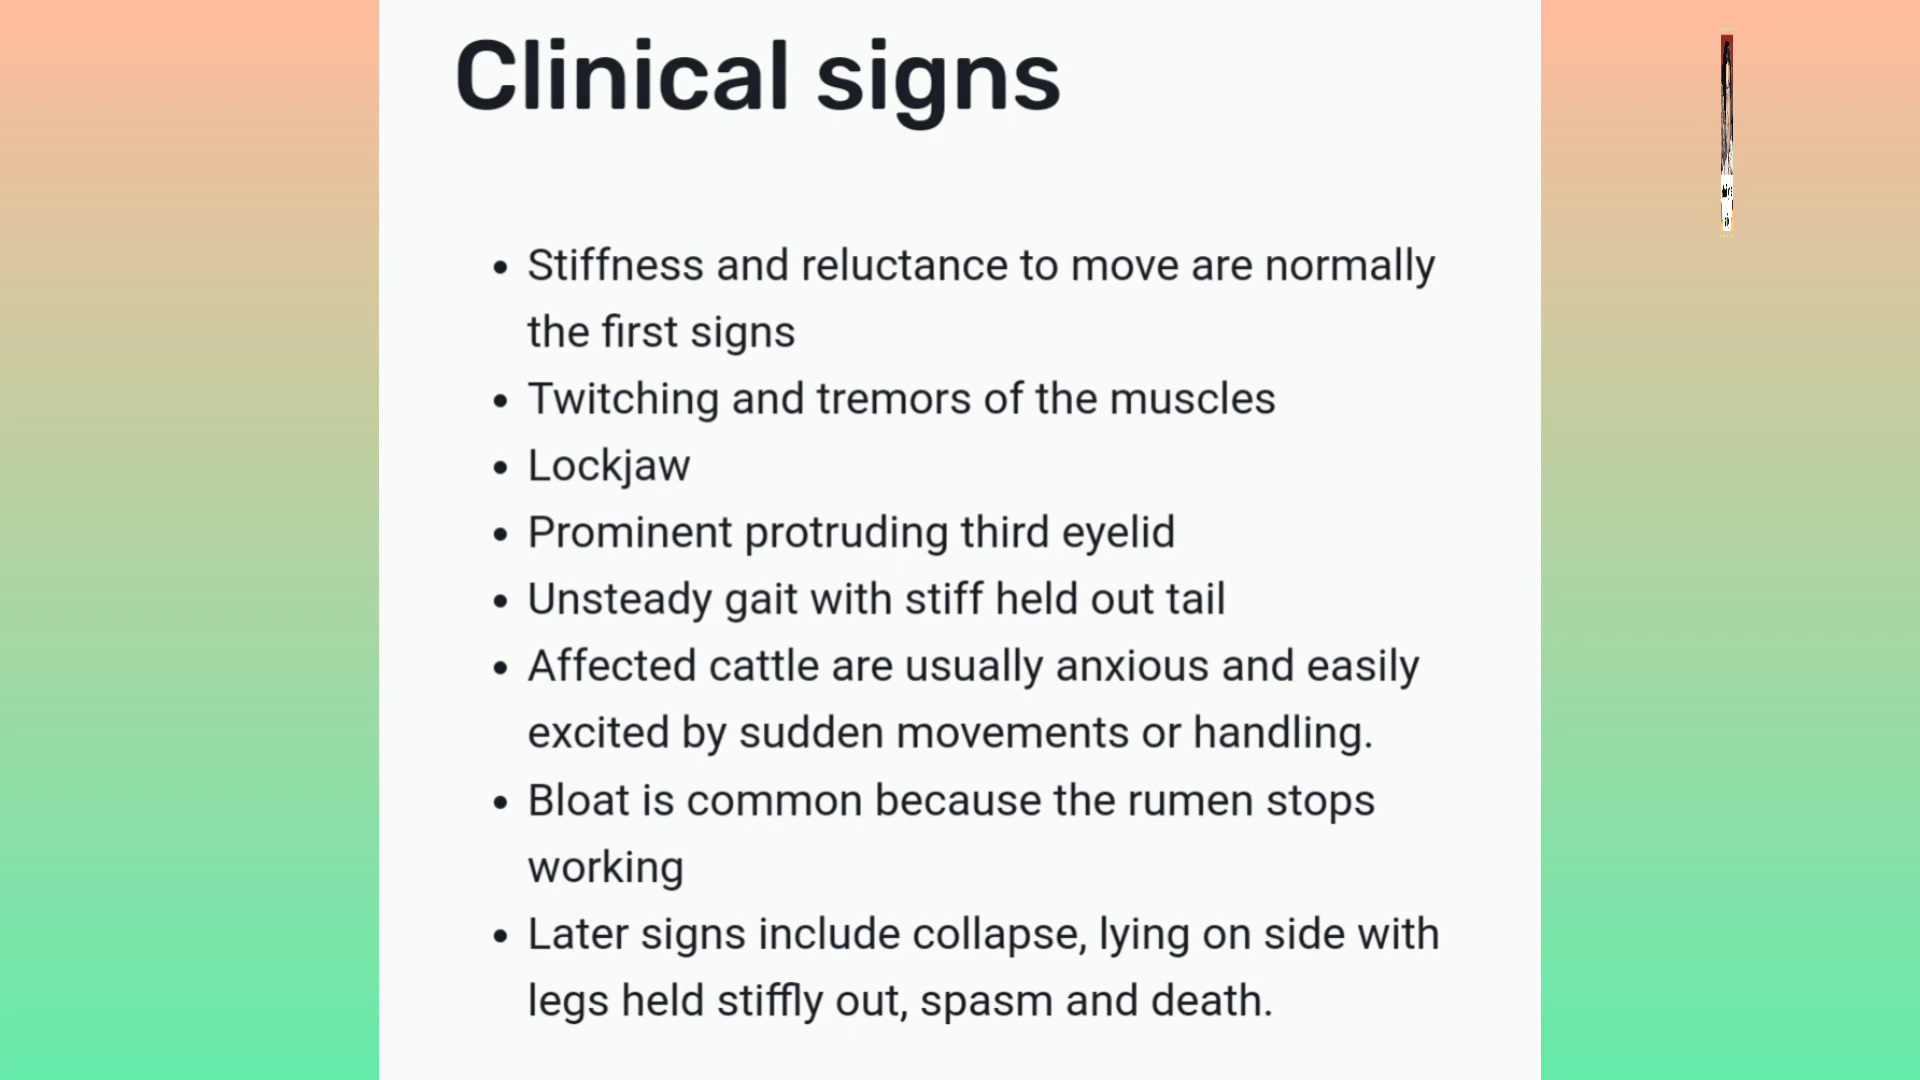 Clinical signs
• Stiffness and reluctance to move are normally
the first signs
• Twitching and tremors of the muscles
• Lockjaw
• Prominent protruding third eyelid
• Unsteady gait with stiff held out tail
• Affected cattle are usually anxious and easily
excited by sudden movements or handling.
• Bloat is common because the rumen stops
working
• Later signs include collapse, lying on side with
legs held stiffly out, spasm and death.